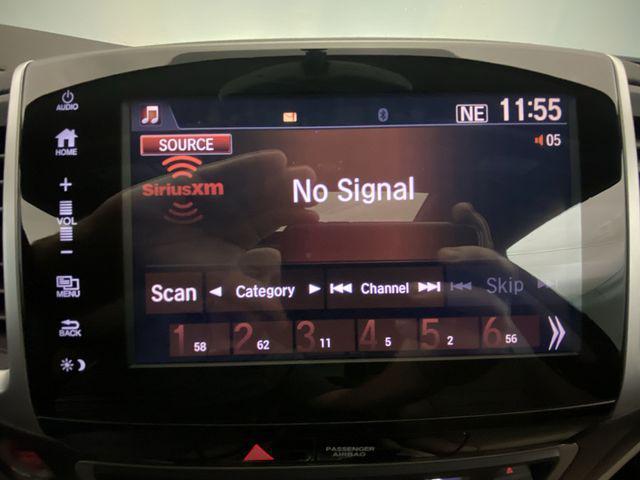 AUDIO
NE 11:55
HOME
SOURCE
05
+
VOL
−
SiriusXM
No Signal
MENU
Scan Category Channel Skip
BACK
1 58 2 62 3 11 4 5 5 2 6 56
PASSENGER
AIRBAG